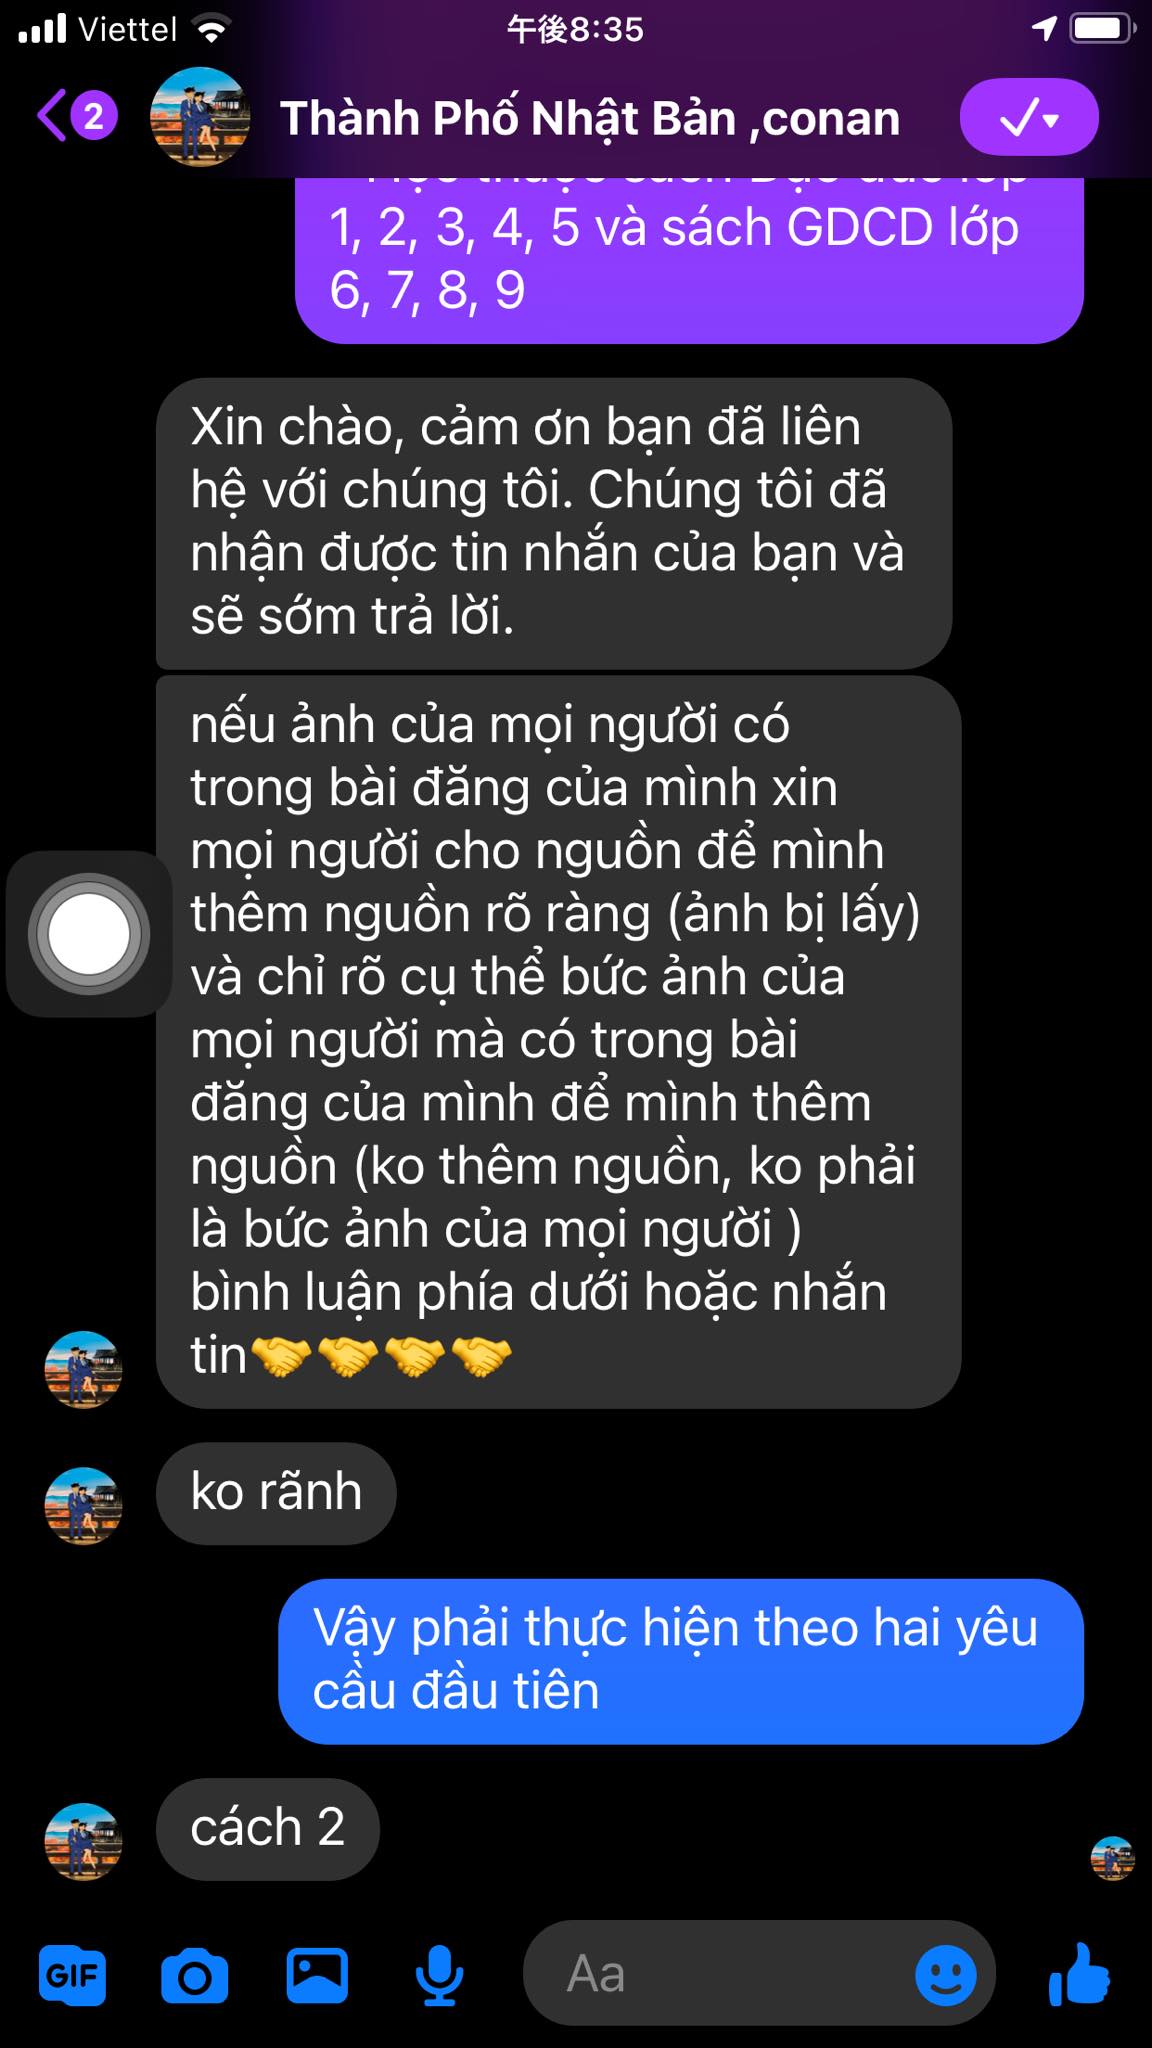 Viettel
午後8:35
2
Thành Phố Nhật Bản ,conan
1, 2, 3, 4, 5 và sách GDCD lớp
6, 7, 8, 9
Xin chào, cảm ơn bạn đã liên
hệ với chúng tôi. Chúng tôi đã
nhận được tin nhắn của bạn và
sẽ sớm trả lời.
nếu ảnh của mọi người có
trong bài đăng của mình xin
mọi người cho nguồn để mình
thêm nguồn rõ ràng (ảnh bị lấy)
và chỉ rõ cụ thể bức ảnh của
mọi người mà có trong bài
đăng của mình để mình thêm
nguồn (ko thêm nguồn, ko phải
là bức ảnh của mọi người )
bình luận phía dưới hoặc nhắn
tin🤝🤝🤝🤝
ko rãnh
Vậy phải thực hiện theo hai yêu
cầu đầu tiên
cách 2
GIF
Aa